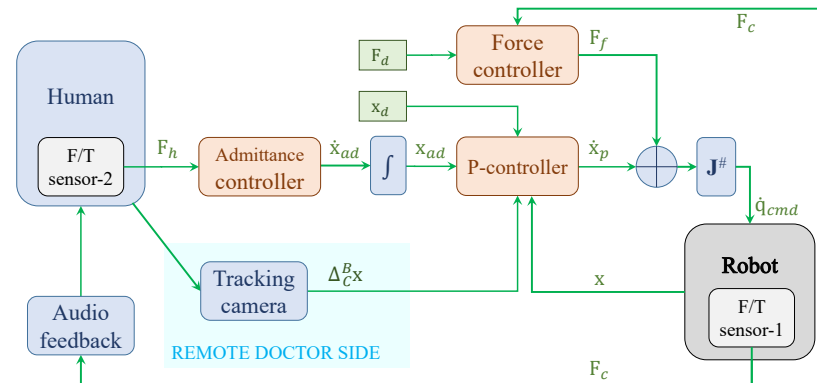 F_c
F_d
Force
controller
F_f
Human
x_d
F/T
sensor-2
F_h
Admittance
controller
ẋ_ad
∫
x_ad
P-controller
ẋ_p
J^#
q̇_cmd
Tracking
camera
Δ_C^B x
x
Robot
F/T
sensor-1
Audio
feedback
REMOTE DOCTOR SIDE
F_c